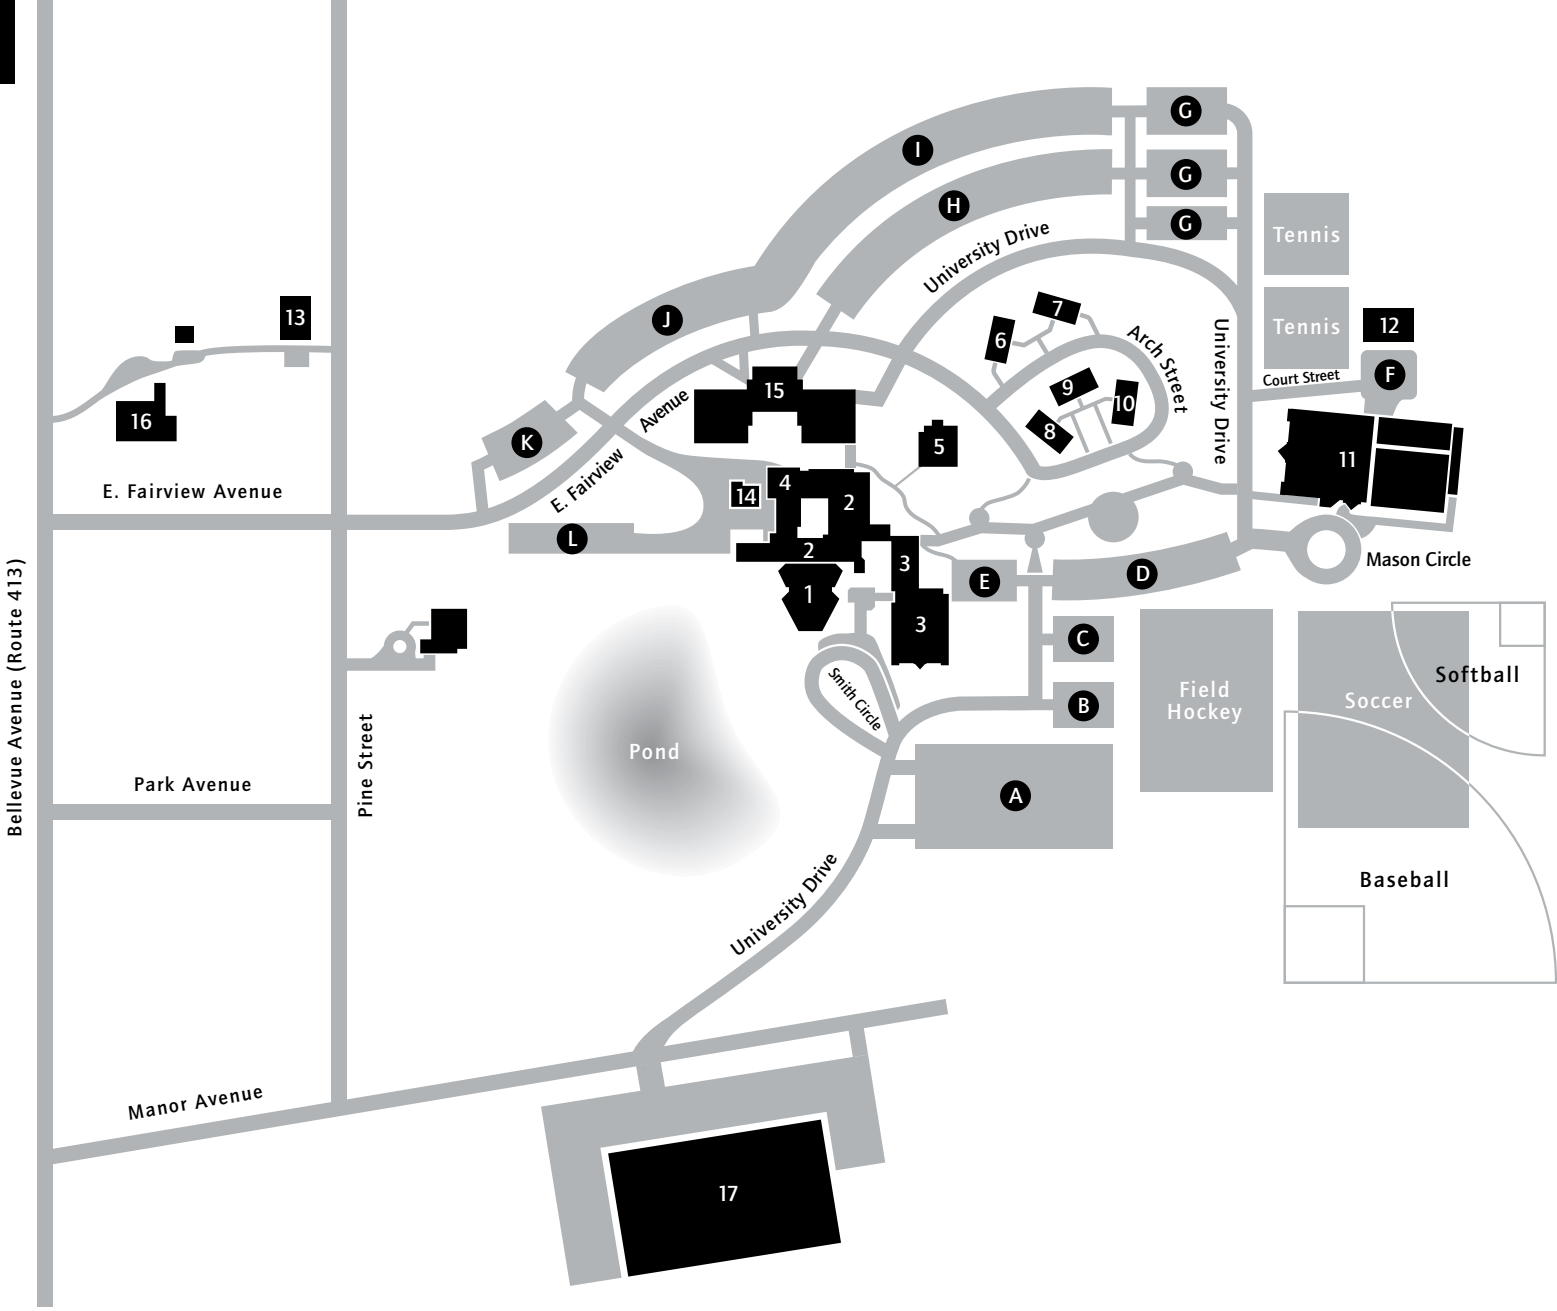 G
I
G
H
G
University Drive
Tennis
7
13
J
12
Tennis
6
University Drive
Arch Street
F
Court Street
15
9
10
Avenue
16
8
K
5
11
E. Fairview
4
E. Fairview Avenue
14
2
L
2
3
Mason Circle
D
E
1
3
C
Bellevue Avenue (Route 413)
Softball
Field
Hockey
Soccer
Smith Circle
B
Pond
Pine Street
Park Avenue
A
Baseball
University Drive
Manor Avenue
17